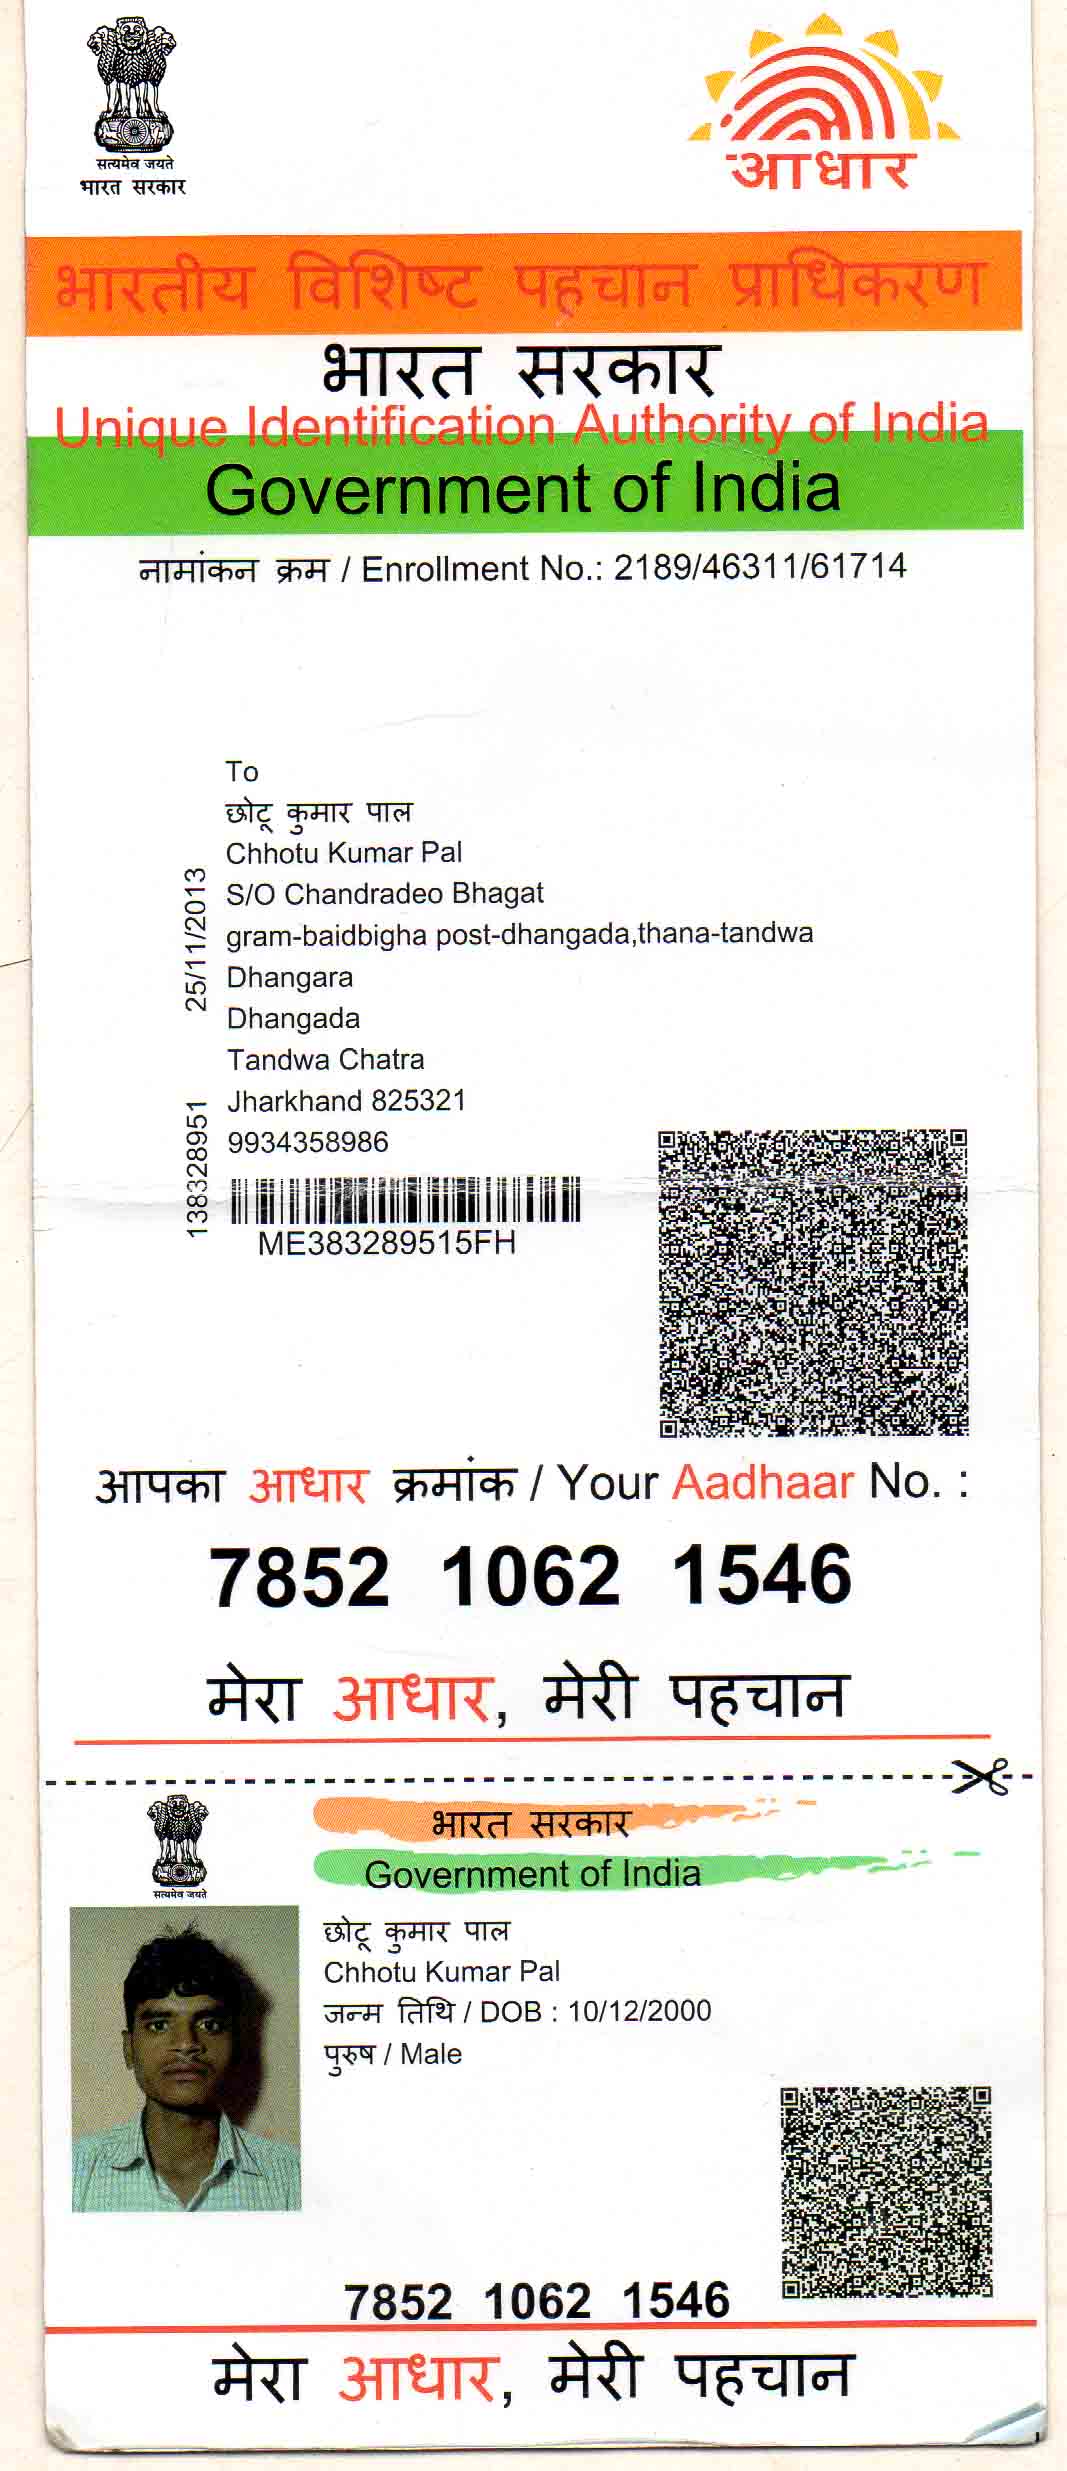 सत्यमेव जयते
भारत सरकार
आधार
भारतीय विशिष्ट पहचान प्राधिकरण
भारत सरकार
Unique Identification Authority of India
Government of India
नामांकन क्रम / Enrollment No.: 2189/46311/61714
To
छोटू कुमार पाल
Chhotu Kumar Pal
S/O Chandradeo Bhagat
gram-baidbigha post-dhangada,thana-tandwa
Dhangara
Dhangada
Tandwa Chatra
Jharkhand 825321
9934358986
25/11/2013
138328951
ME383289515FH
आपका आधार क्रमांक / Your Aadhaar No. :
7852 1062 1546
मेरा आधार, मेरी पहचान
सत्यमेव जयते
भारत सरकार
Government of India
छोटू कुमार पाल
Chhotu Kumar Pal
जन्म तिथि / DOB : 10/12/2000
पुरुष / Male
7852 1062 1546
मेरा आधार, मेरी पहचान